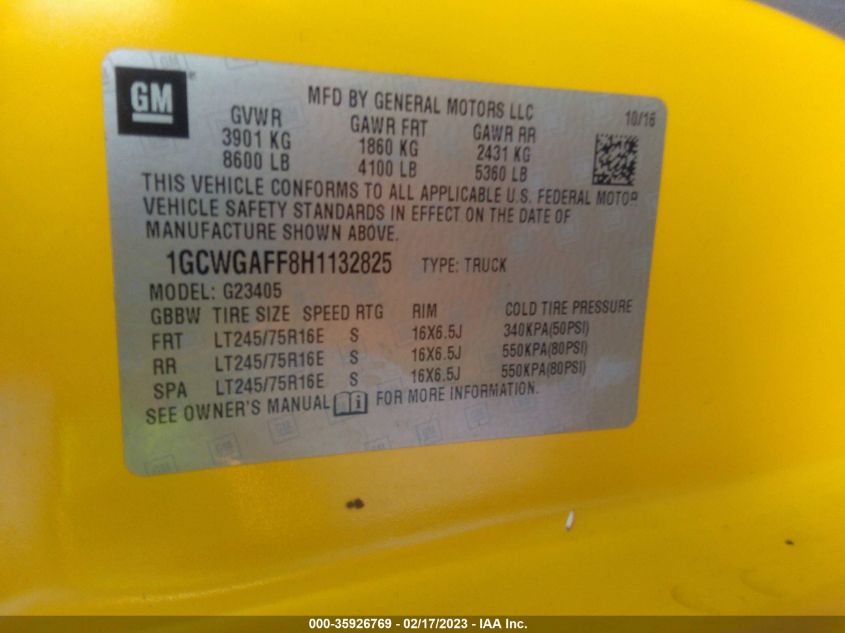 GM
MFD BY GENERAL MOTORS LLC
10/16
GVWR GAWR FRT GAWR RR
3901 KG 1860 KG 2431 KG
8600 LB 4100 LB 5360 LB
THIS VEHICLE CONFORMS TO ALL APPLICABLE U.S. FEDERAL MOTOR
VEHICLE SAFETY STANDARDS IN EFFECT ON THE DATE OF
MANUFACTURE SHOWN ABOVE.
1GCWGAFF8H1132825 TYPE: TRUCK
MODEL: G23405
GBBW TIRE SIZE SPEED RTG RIM COLD TIRE PRESSURE
FRT LT245/75R16E S 16X6.5J 340KPA(50PSI)
RR LT245/75R16E S 16X6.5J 550KPA(80PSI)
SPA LT245/75R16E S 16X6.5J 550KPA(80PSI)
SEE OWNER'S MANUAL FOR MORE INFORMATION.
000-35926769 — 02/17/2023 — IAA Inc.